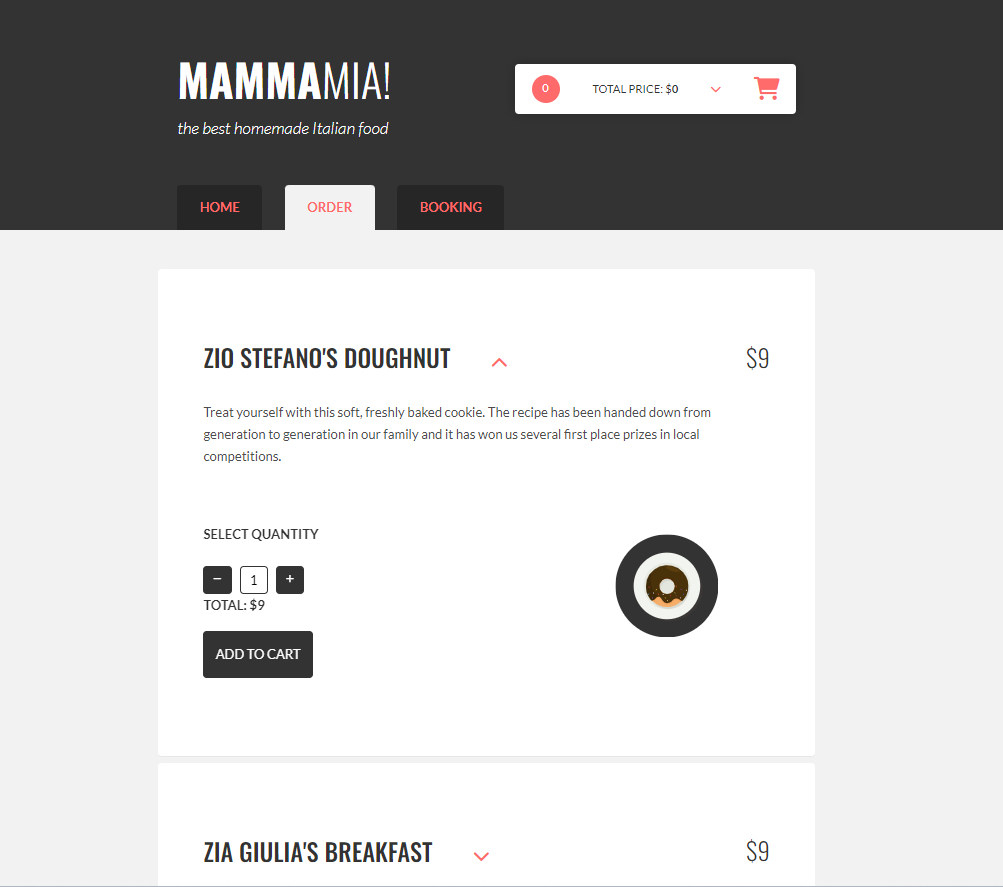 MAMMAMIA!
the best homemade Italian food
0 TOTAL PRICE: $0
HOME ORDER BOOKING
ZIO STEFANO'S DOUGHNUT $9
Treat yourself with this soft, freshly baked cookie. The recipe has been handed down from
generation to generation in our family and it has won us several first place prizes in local
competitions.
SELECT QUANTITY
− 1 +
TOTAL: $9
ADD TO CART
ZIA GIULIA'S BREAKFAST $9